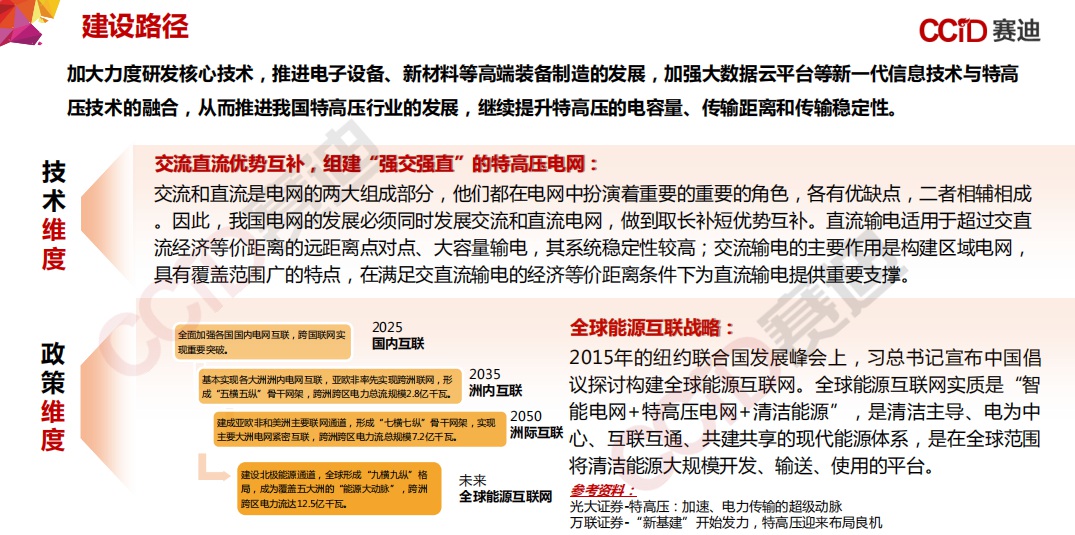 建设路径
CCID 赛迪
加大力度研发核心技术，推进电子设备、新材料等高端装备制造的发展，加强大数据云平台等新一代信息技术与特高
压技术的融合，从而推进我国特高压行业的发展，继续提升特高压的电容量、传输距离和传输稳定性。
技术维度
交流直流优势互补，组建“强交强直”的特高压电网：
交流和直流是电网的两大组成部分，他们都在电网中扮演着重要的重要的角色，各有优缺点，二者相辅相成
。因此，我国电网的发展必须同时发展交流和直流电网，做到取长补短优势互补。直流输电适用于超过交直
流经济等价距离的远距离点对点、大容量输电，其系统稳定性较高；交流输电的主要作用是构建区域电网，
具有覆盖范围广的特点，在满足交直流输电的经济等价距离条件下为直流输电提供重要支撑。
政策维度
全面加强各国国内电网互联，跨国联网实
现重要突破。
2025
国内互联
基本实现各大洲洲内电网互联，亚欧非率先实现跨洲联网，形
成“五横五纵”骨干网架，跨洲跨区电力总流规模2.8亿千瓦。
2035
洲内互联
建成亚欧非和美洲主要联网通道，形成“七横七纵”骨干网架，实现
主要大洲电网紧密互联，跨洲跨区电力流总规模7.2亿千瓦。
2050
洲际互联
建设北极能源通道，全球形成“九横九纵”格
局，成为覆盖五大洲的“能源大动脉”，跨洲
跨区电力流达12.5亿千瓦。
未来
全球能源互联网
全球能源互联战略：
2015年的纽约联合国发展峰会上，习总书记宣布中国倡
议探讨构建全球能源互联网。全球能源互联网实质是“智
能电网+特高压电网+清洁能源”，是清洁主导、电为中
心、互联互通、共建共享的现代能源体系，是在全球范围
将清洁能源大规模开发、输送、使用的平台。
参考资料：
光大证券-特高压：加速、电力传输的超级动脉
万联证券-“新基建”开始发力，特高压迎来布局良机
CCID 赛迪
CCID 赛迪